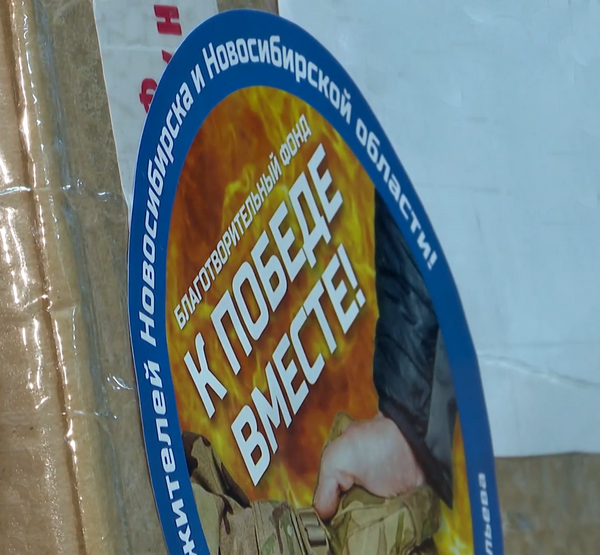 жителей Новосибирска и Новосибирской области!
БЛАГОТВОРИТЕЛЬНЫЙ ФОНД
К ПОБЕДЕ
ВМЕСТЕ!